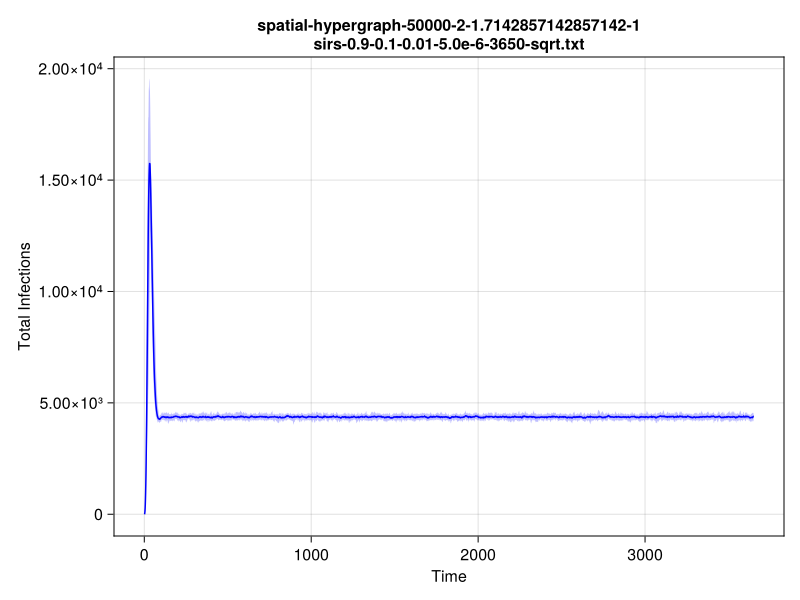 spatial-hypergraph-50000-2-1.7142857142857142-1
sirs-0.9-0.1-0.01-5.0e-6-3650-sqrt.txt
2.00×10⁴
1.50×10⁴
1.00×10⁴
5.00×10³
0
Total Infections
0 1000 2000 3000
Time